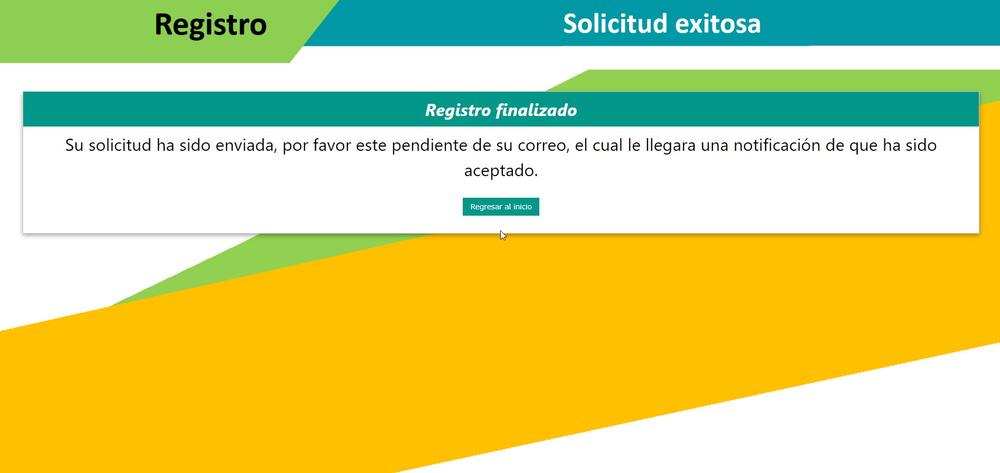 Registro
Solicitud exitosa
Registro finalizado
Su solicitud ha sido enviada, por favor este pendiente de su correo, el cual le llegara una notificación de que ha sido
aceptado.
Regresar al inicio